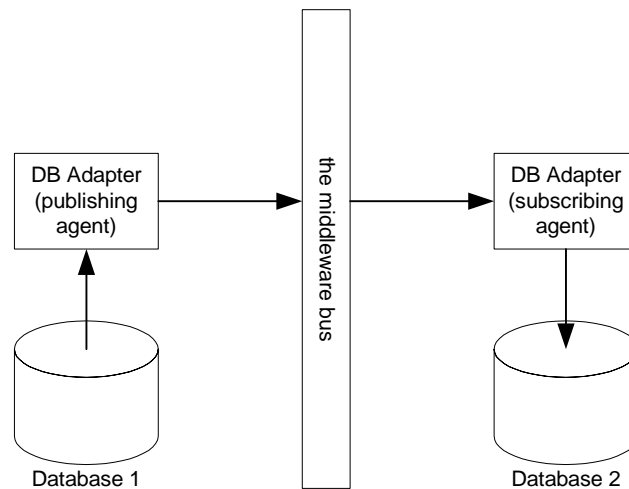 DB Adapter
(publishing
agent)
the middleware bus
DB Adapter
(subscribing
agent)
Database 1
Database 2